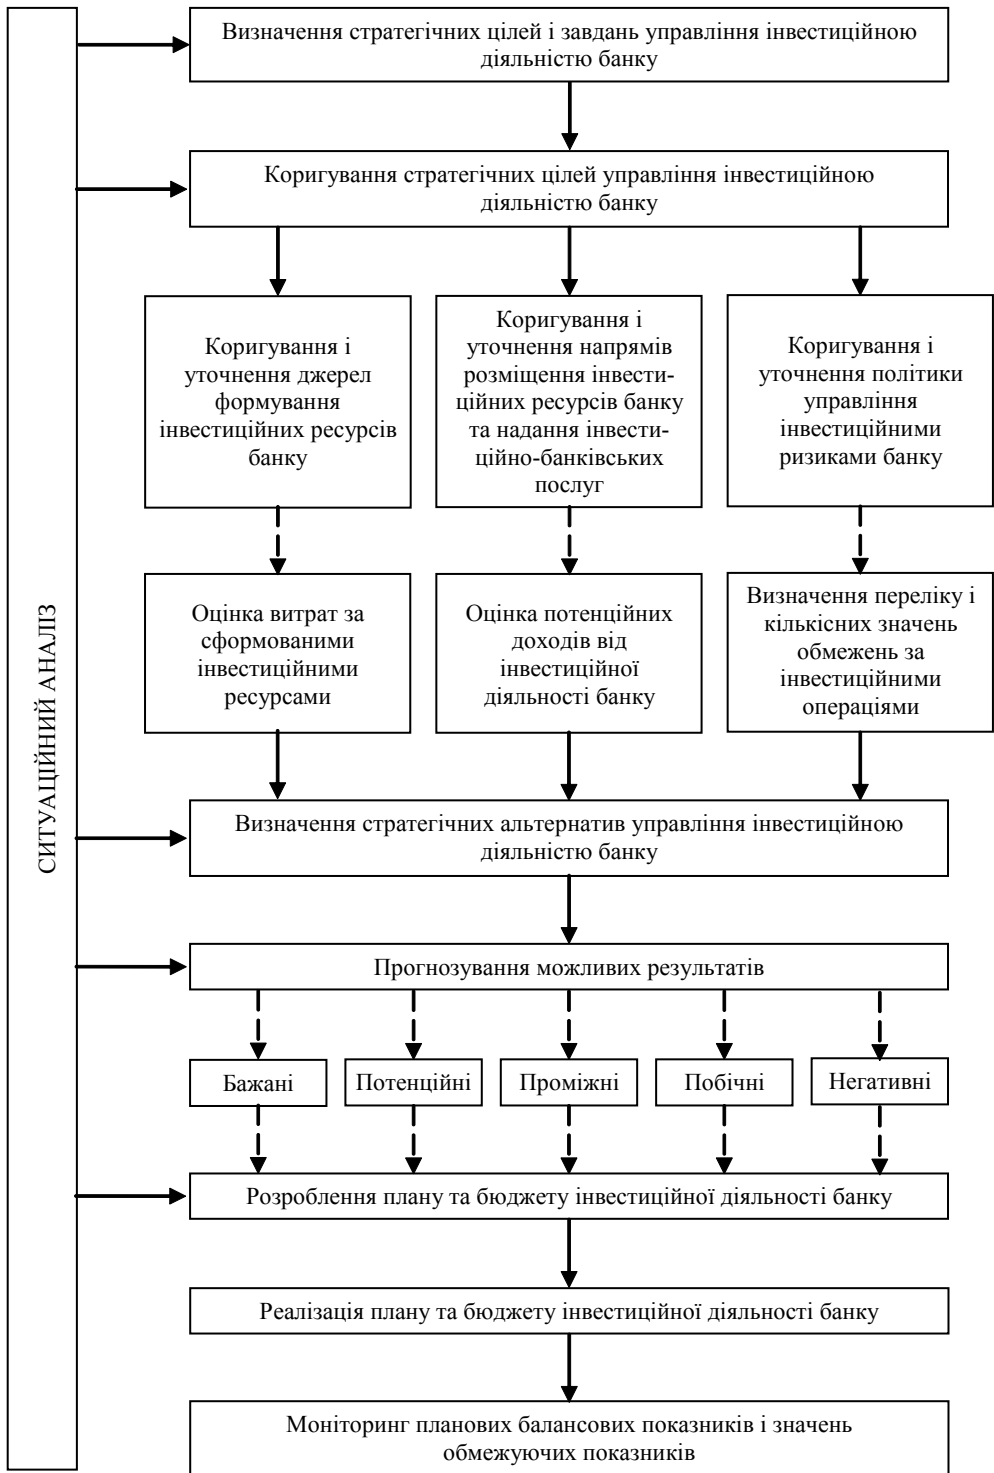 СИТУАЦІЙНИЙ АНАЛІЗ
Визначення стратегічних цілей і завдань управління інвестиційною
діяльністю банку
Коригування стратегічних цілей управління інвестиційною
діяльністю банку
Коригування і
уточнення джерел
формування
інвестиційних ресурсів
банку
Коригування і
уточнення напрямів
розміщення інвести-
ційних ресурсів банку
та надання інвести-
ційно-банківських
послуг
Коригування і
уточнення політики
управління
інвестиційними
ризиками банку
Оцінка витрат за
сформованими
інвестиційними
ресурсами
Оцінка потенційних
доходів від
інвестиційної
діяльності банку
Визначення переліку і
кількісних значень
обмежень за
інвестиційними
операціями
Визначення стратегічних альтернатив управління інвестиційною
діяльністю банку
Прогнозування можливих результатів
Бажані
Потенційні
Проміжні
Побічні
Негативні
Розроблення плану та бюджету інвестиційної діяльності банку
Реалізація плану та бюджету інвестиційної діяльності банку
Моніторинг планових балансових показників і значень
обмежуючих показників